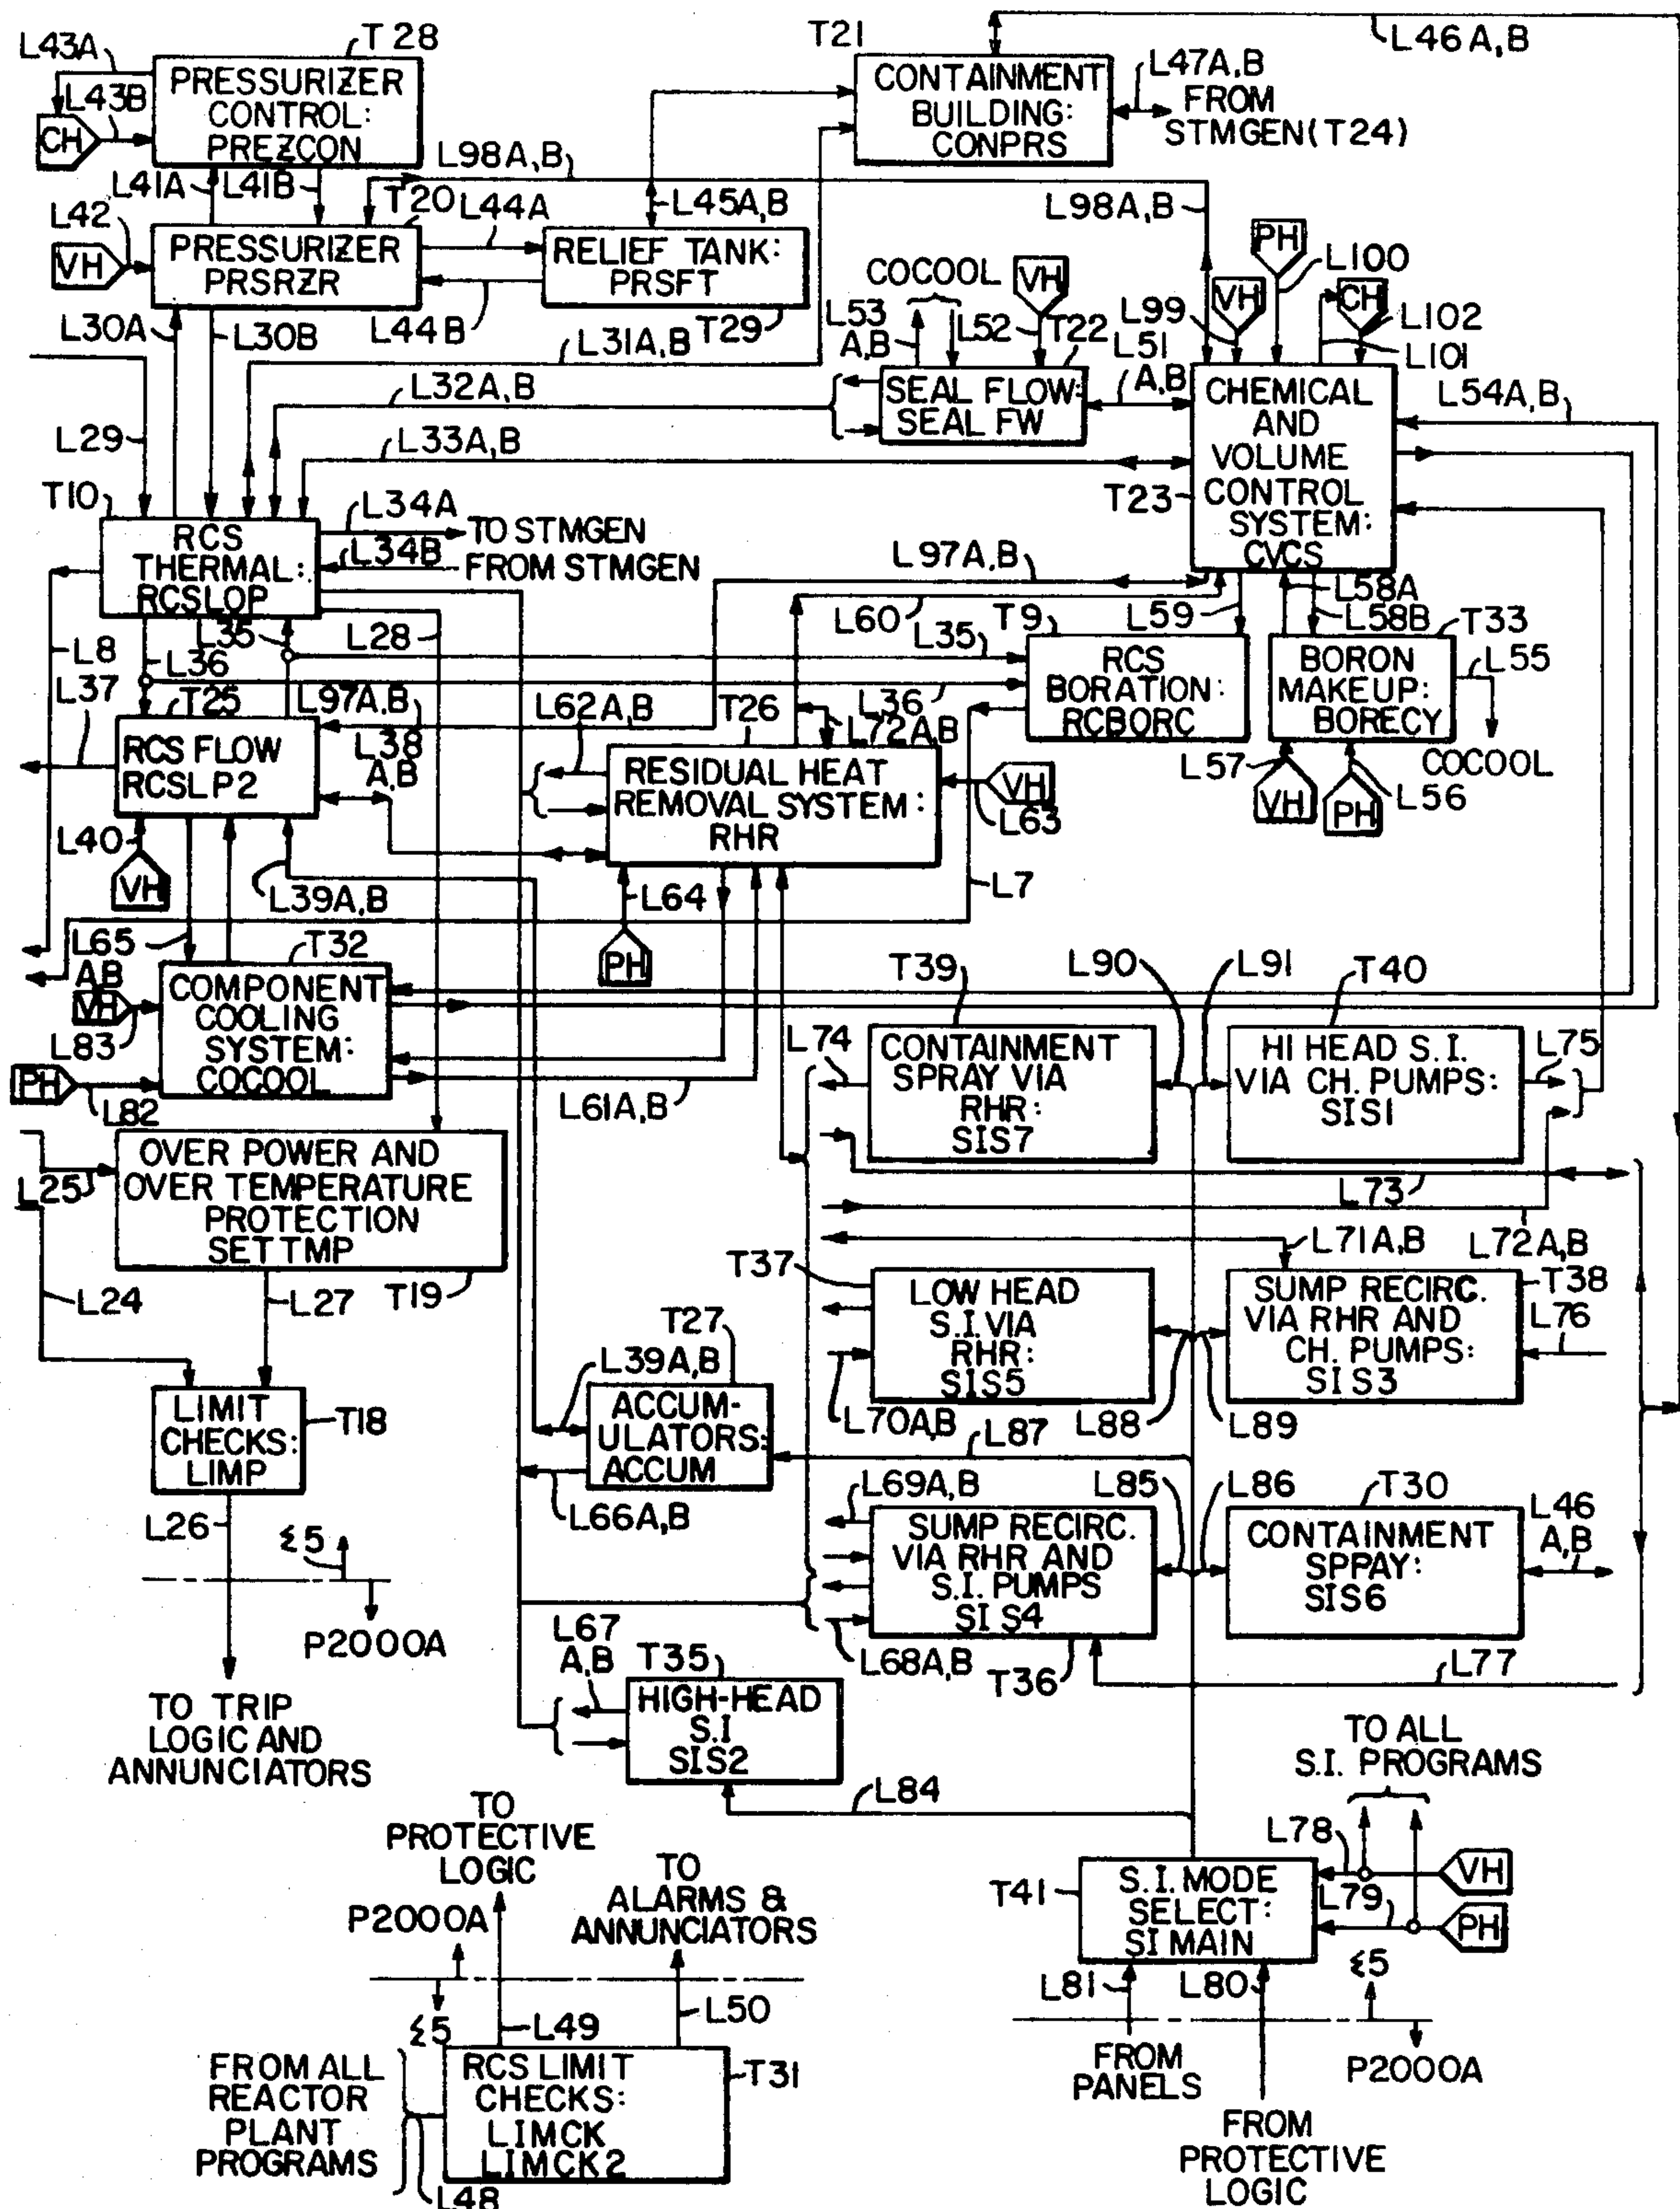 L43A
T28
T21
L46A,B
PRESSURIZER
CONTROL:
PREZCON
L43B
CH
CONTAINMENT
BUILDING:
CONPRS
L47A,B
FROM
STMGEN(T24)
L41A
L41B
L98A,B
L42
T20
L44A
L45A,B
L98A,B
VH
PRESSURIZER
PRSRZR
RELIEF TANK:
PRSFT
COCOOL
VH
PH
L100
VH
CH
L30A
L30B
L44B
T29
L53
A,B
L52
T22
L51
A,B
L99
L102
L101
L31A,B
L32A,B
SEAL FLOW:
SEAL FW
CHEMICAL
AND
VOLUME
CONTROL
SYSTEM:
CVCS
L54A,B
L29
L33A,B
T10
T23
RCS
THERMAL:
RCSLOP
L34A
TO STMGEN
L34B
FROM STMGEN
L97A,B
L58A
L58B
L35
L28
L60
T9
L59
T33
L8
L36
L35
RCS
BORATION:
RCBORC
BORON
MAKEUP:
BORECY
L55
L37
T25
L97A,B
L62A,B
T26
L36
L72A,B
RCS FLOW
RCSLP2
L38
A,B
RESIDUAL HEAT
REMOVAL SYSTEM:
RHR
VH
L63
L57
VH
PH
L56
COCOOL
L40
VH
L39A,B
L64
L7
L65
A,B
T32
PH
T39
L90
L91
T40
VH
COMPONENT
COOLING
SYSTEM:
COCOOL
L83
PH
L82
L61A,B
L74
CONTAINMENT
SPRAY VIA
RHR:
SIS7
HI HEAD S.I.
VIA CH. PUMPS:
SIS1
L75
L25
OVER POWER AND
OVER TEMPERATURE
PROTECTION
SETTMP
L73
L71A,B
L72A,B
L24
L27
T19
T37
LOW HEAD
S.I. VIA
RHR:
SIS5
SUMP RECIRC.
VIA RHR AND
CH. PUMPS:
SIS3
T38
L76
T27
L39A,B
LIMIT
CHECKS:
LIMP
T18
ACCUM-
ULATORS:
ACCUM
L70A,B
L88
L87
L89
L26
L66A,B
L69A,B
L85
L86
T30
L46
A,B
ξ5
P2000A
SUMP RECIRC.
VIA RHR AND
S.I. PUMPS
SIS4
CONTAINMENT
SPPAY:
SIS6
L67
A,B
T35
L68A,B
T36
L77
TO TRIP
LOGIC AND
ANNUNCIATORS
HIGH-HEAD
S.I
SIS2
TO ALL
S.I. PROGRAMS
L84
TO
PROTECTIVE
LOGIC
L78
VH
TO
ALARMS &
ANNUNCIATORS
P2000A
T41
S.I. MODE
SELECT:
SI MAIN
L79
PH
L81
L80
ξ5
ξ5
L49
L50
P2000A
FROM ALL
REACTOR
PLANT
PROGRAMS
RCS LIMIT
CHECKS:
LIMCK
LIMCK2
T31
FROM
PANELS
FROM
PROTECTIVE
LOGIC
L48